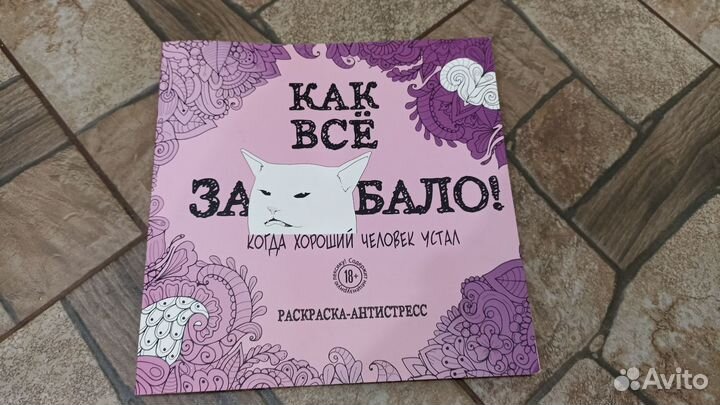 КАК
ВСЁ
ЗА БАЛО!
КОГДА ХОРОШИЙ ЧЕЛОВЕК УСТАЛ
18+
РАСКРАСКА-АНТИСТРЕСС
Avito